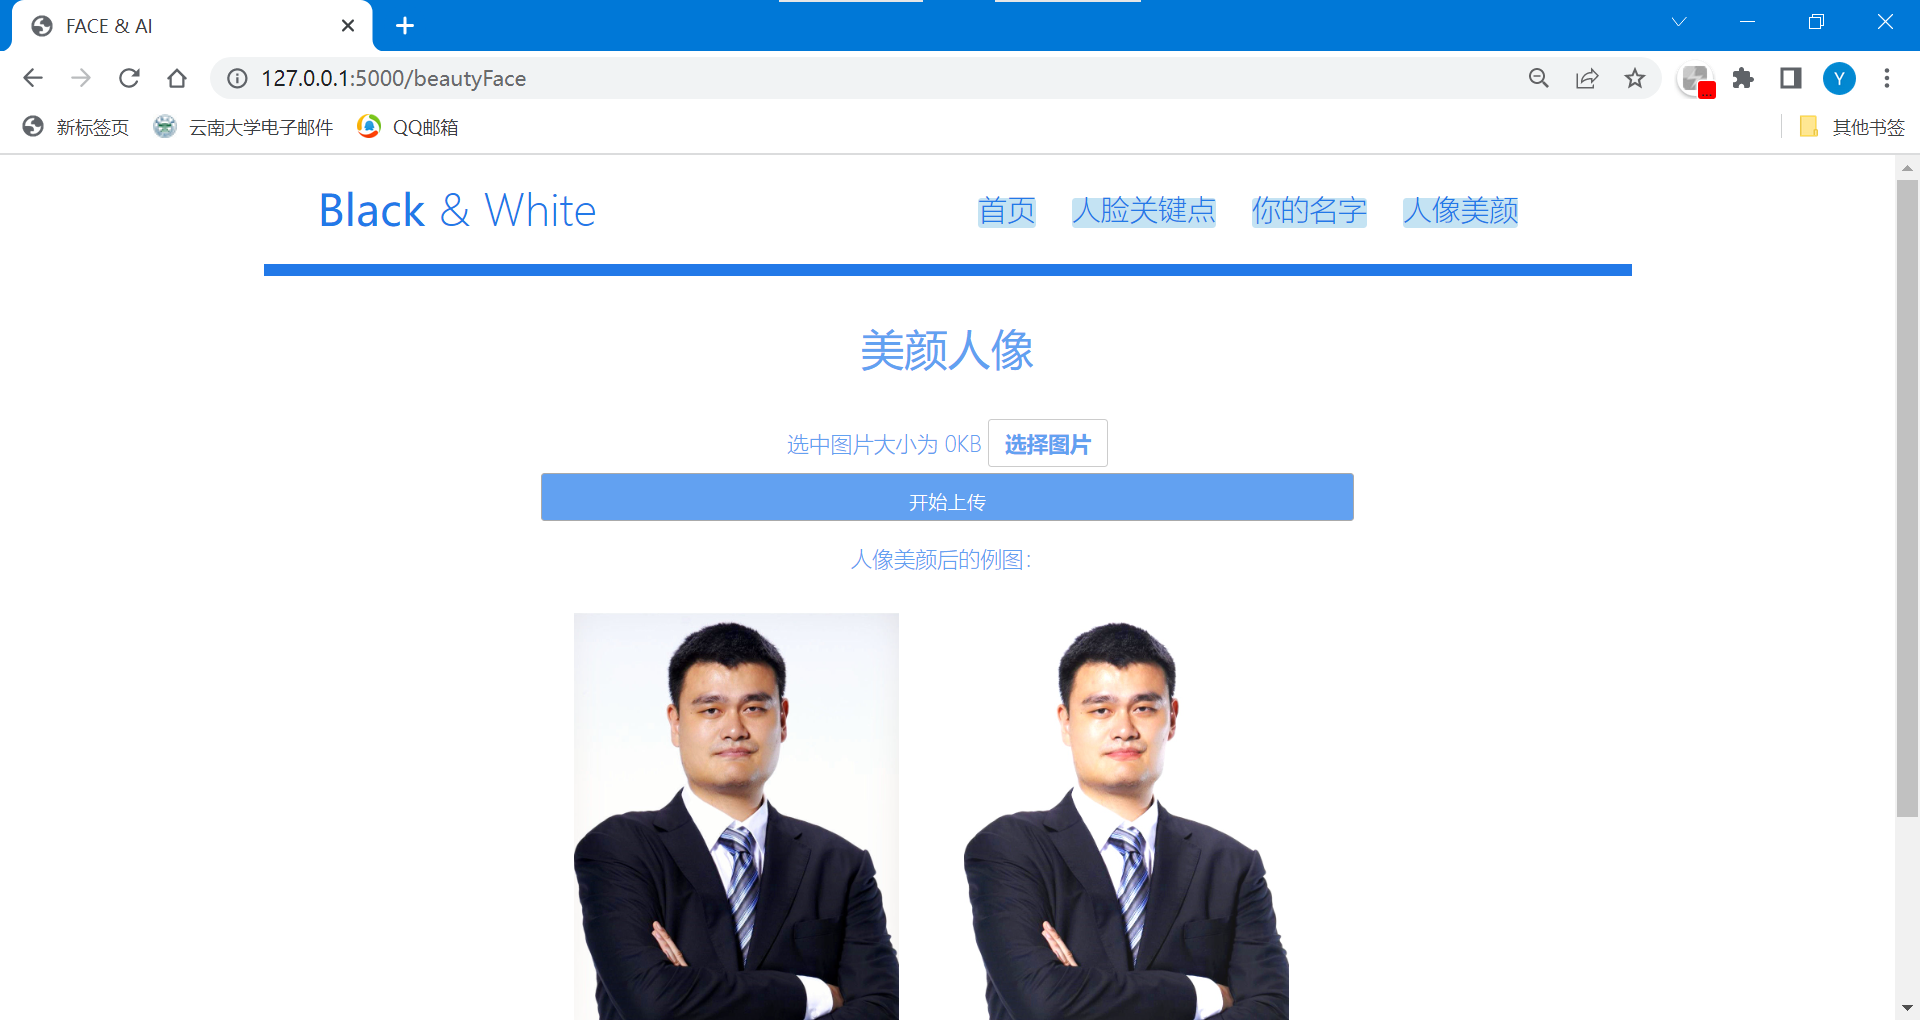 FACE & AI
127.0.0.1:5000/beautyFace
Y
新标签页
云南大学电子邮件
QQ邮箱
其他书签
Black & White
首页
人脸关键点
你的名字
人像美颜
美颜人像
选中图片大小为 0KB
选择图片
开始上传
人像美颜后的例图：